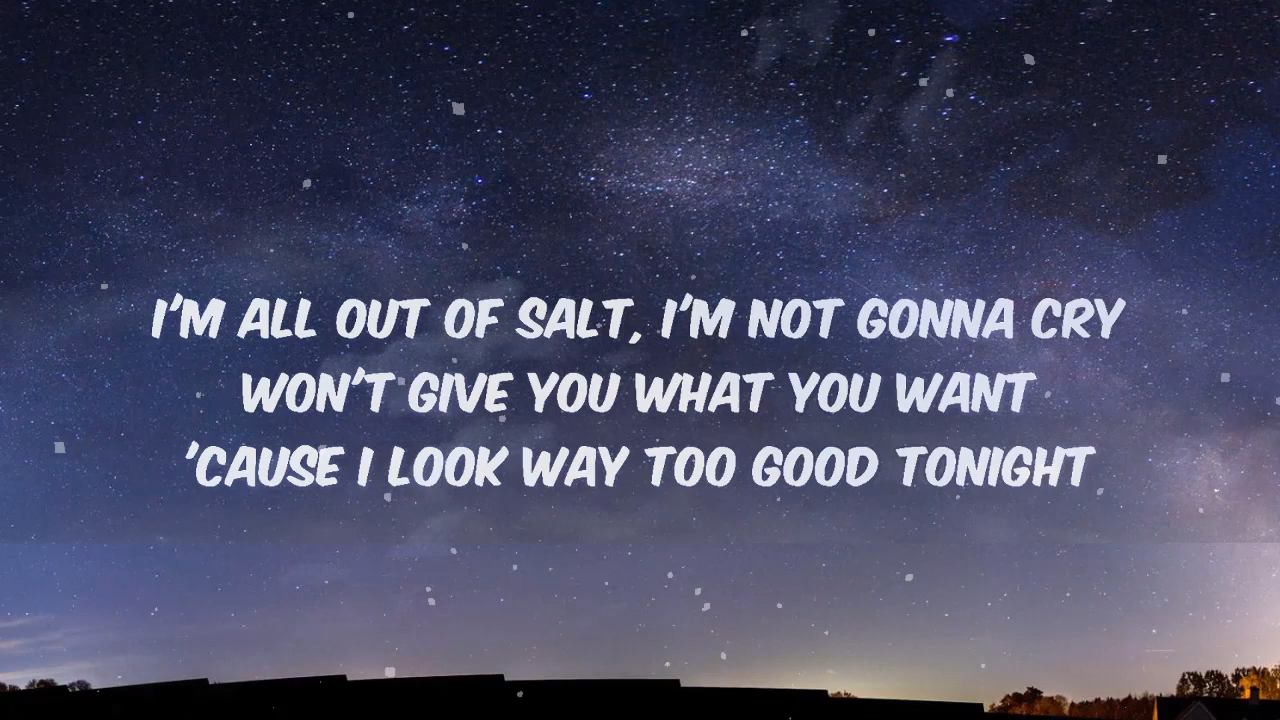 I'M ALL OUT OF SALT, I'M NOT GONNA CRY
WON'T GIVE YOU WHAT YOU WANT
'CAUSE I LOOK WAY TOO GOOD TONIGHT